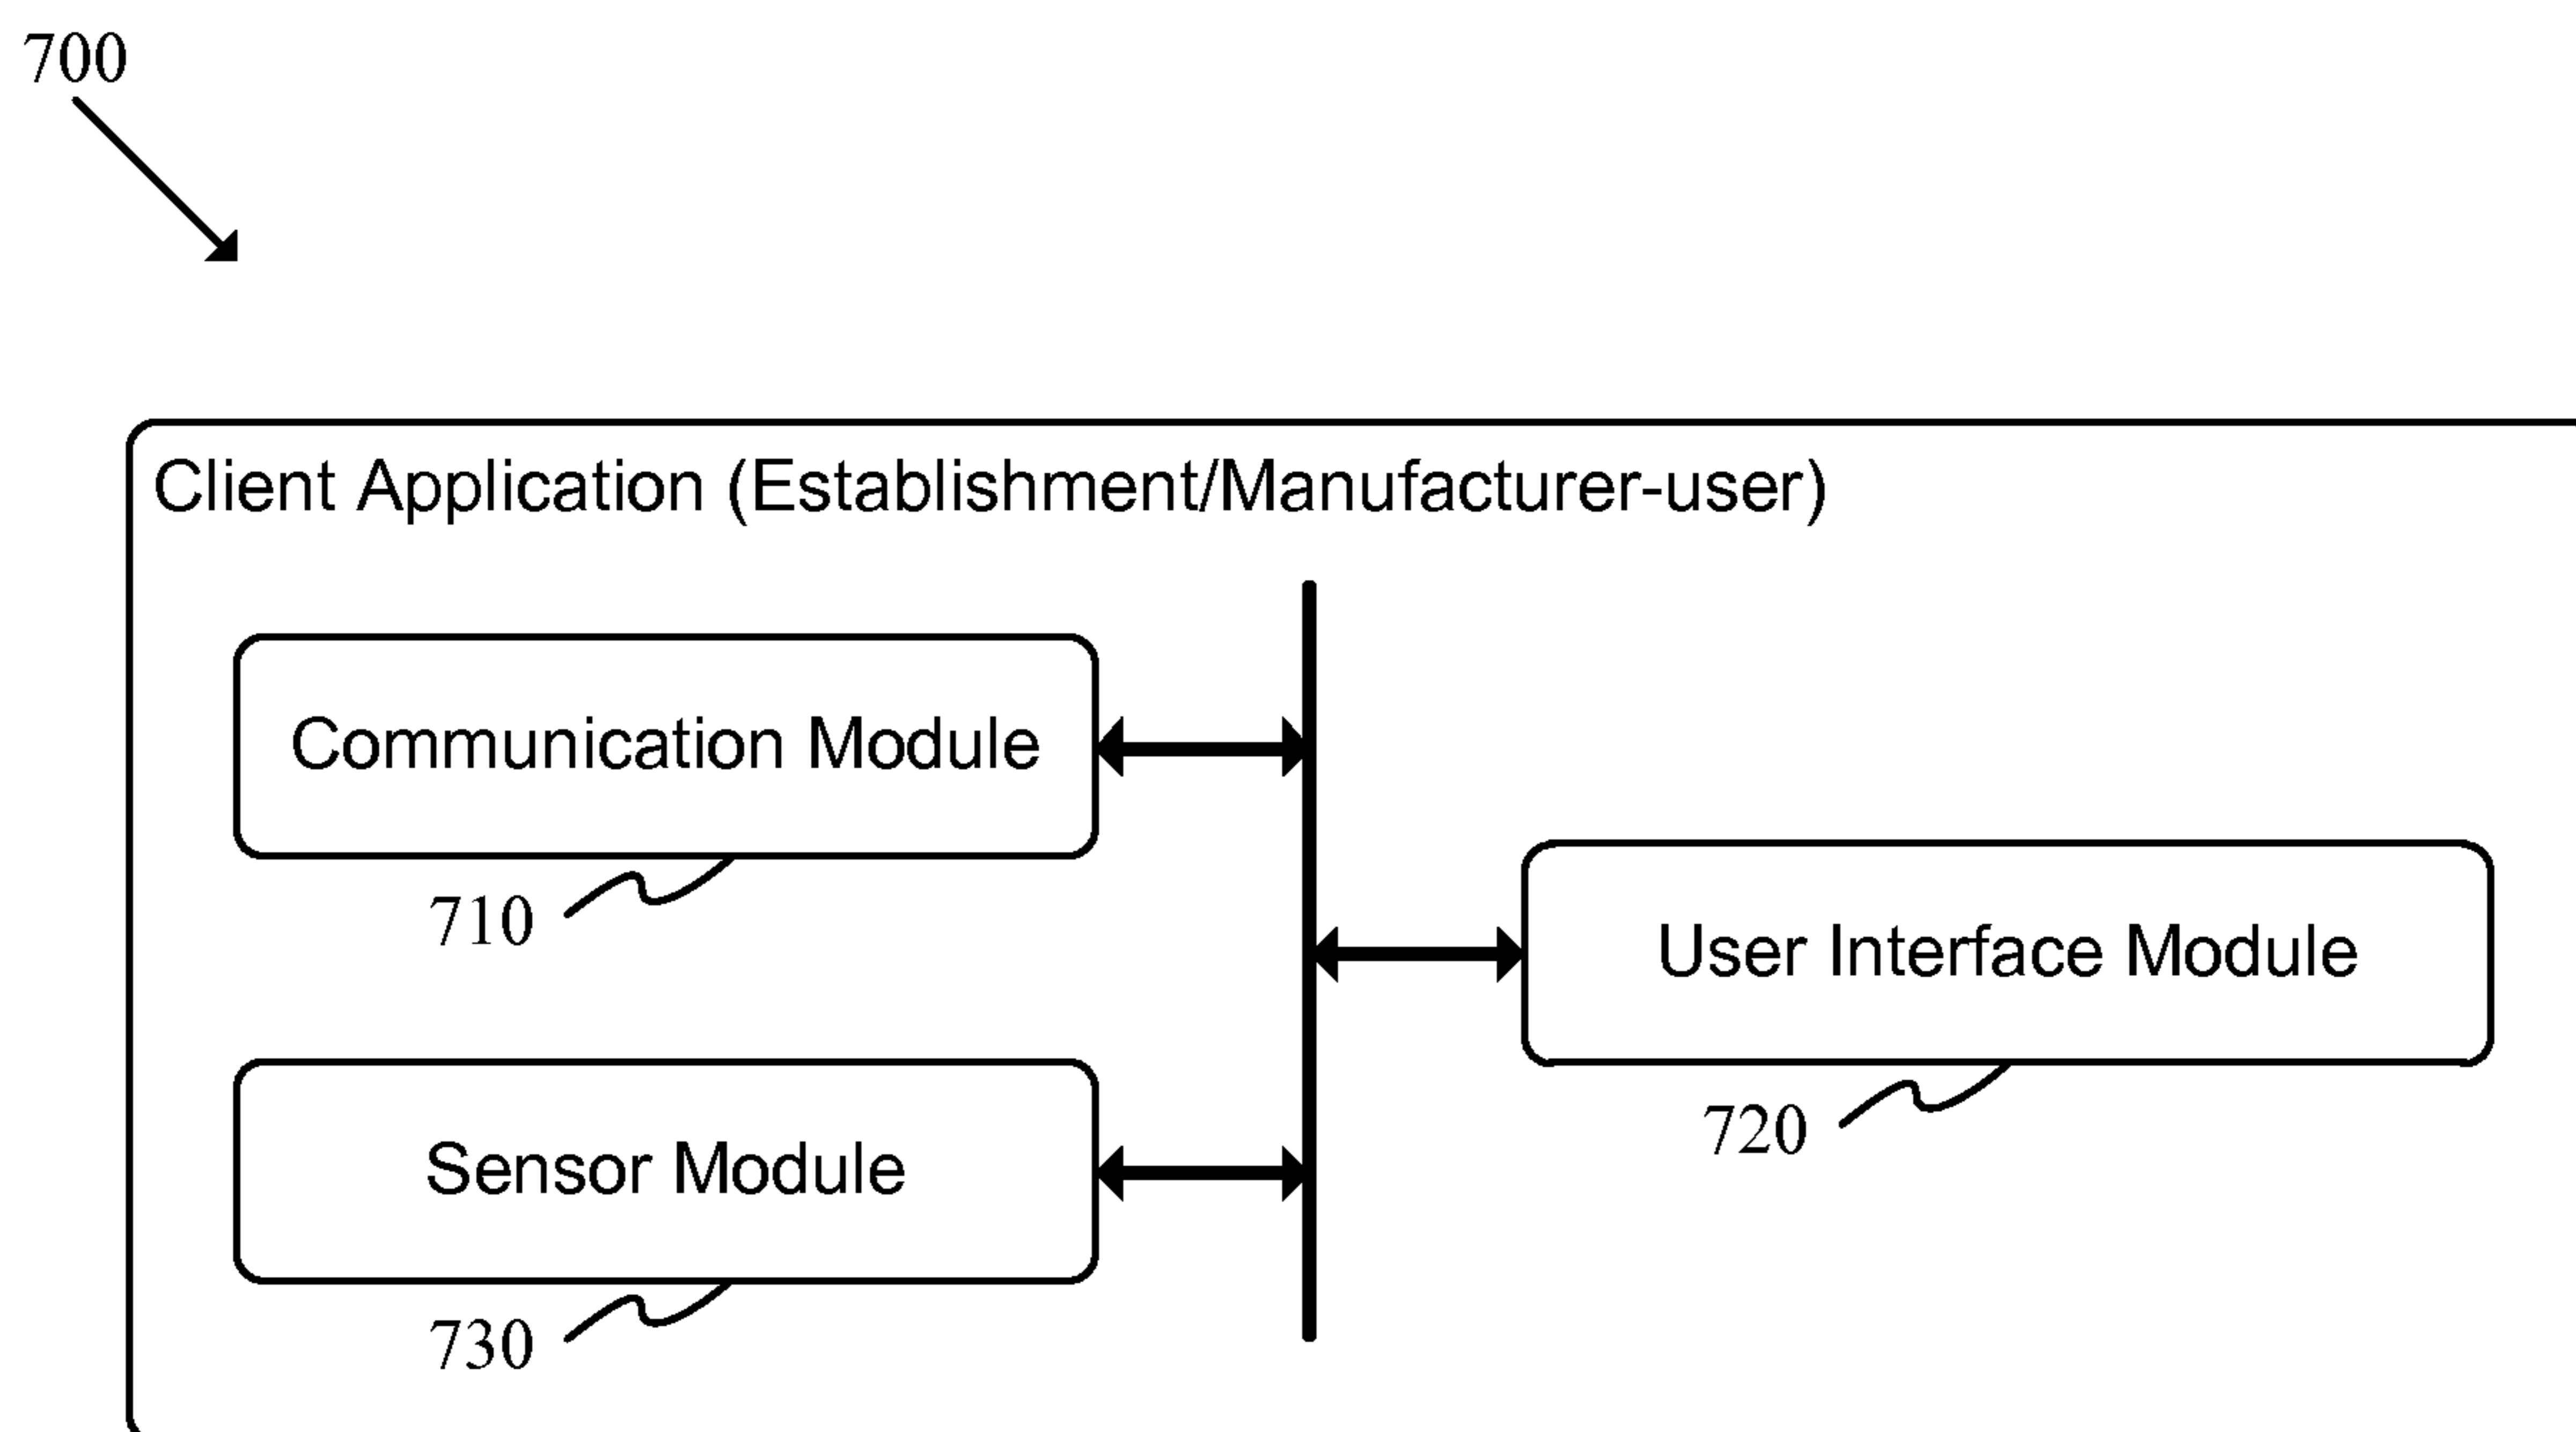 700
Client Application (Establishment/Manufacturer-user)
Communication Module
710
User Interface Module
720
Sensor Module
730